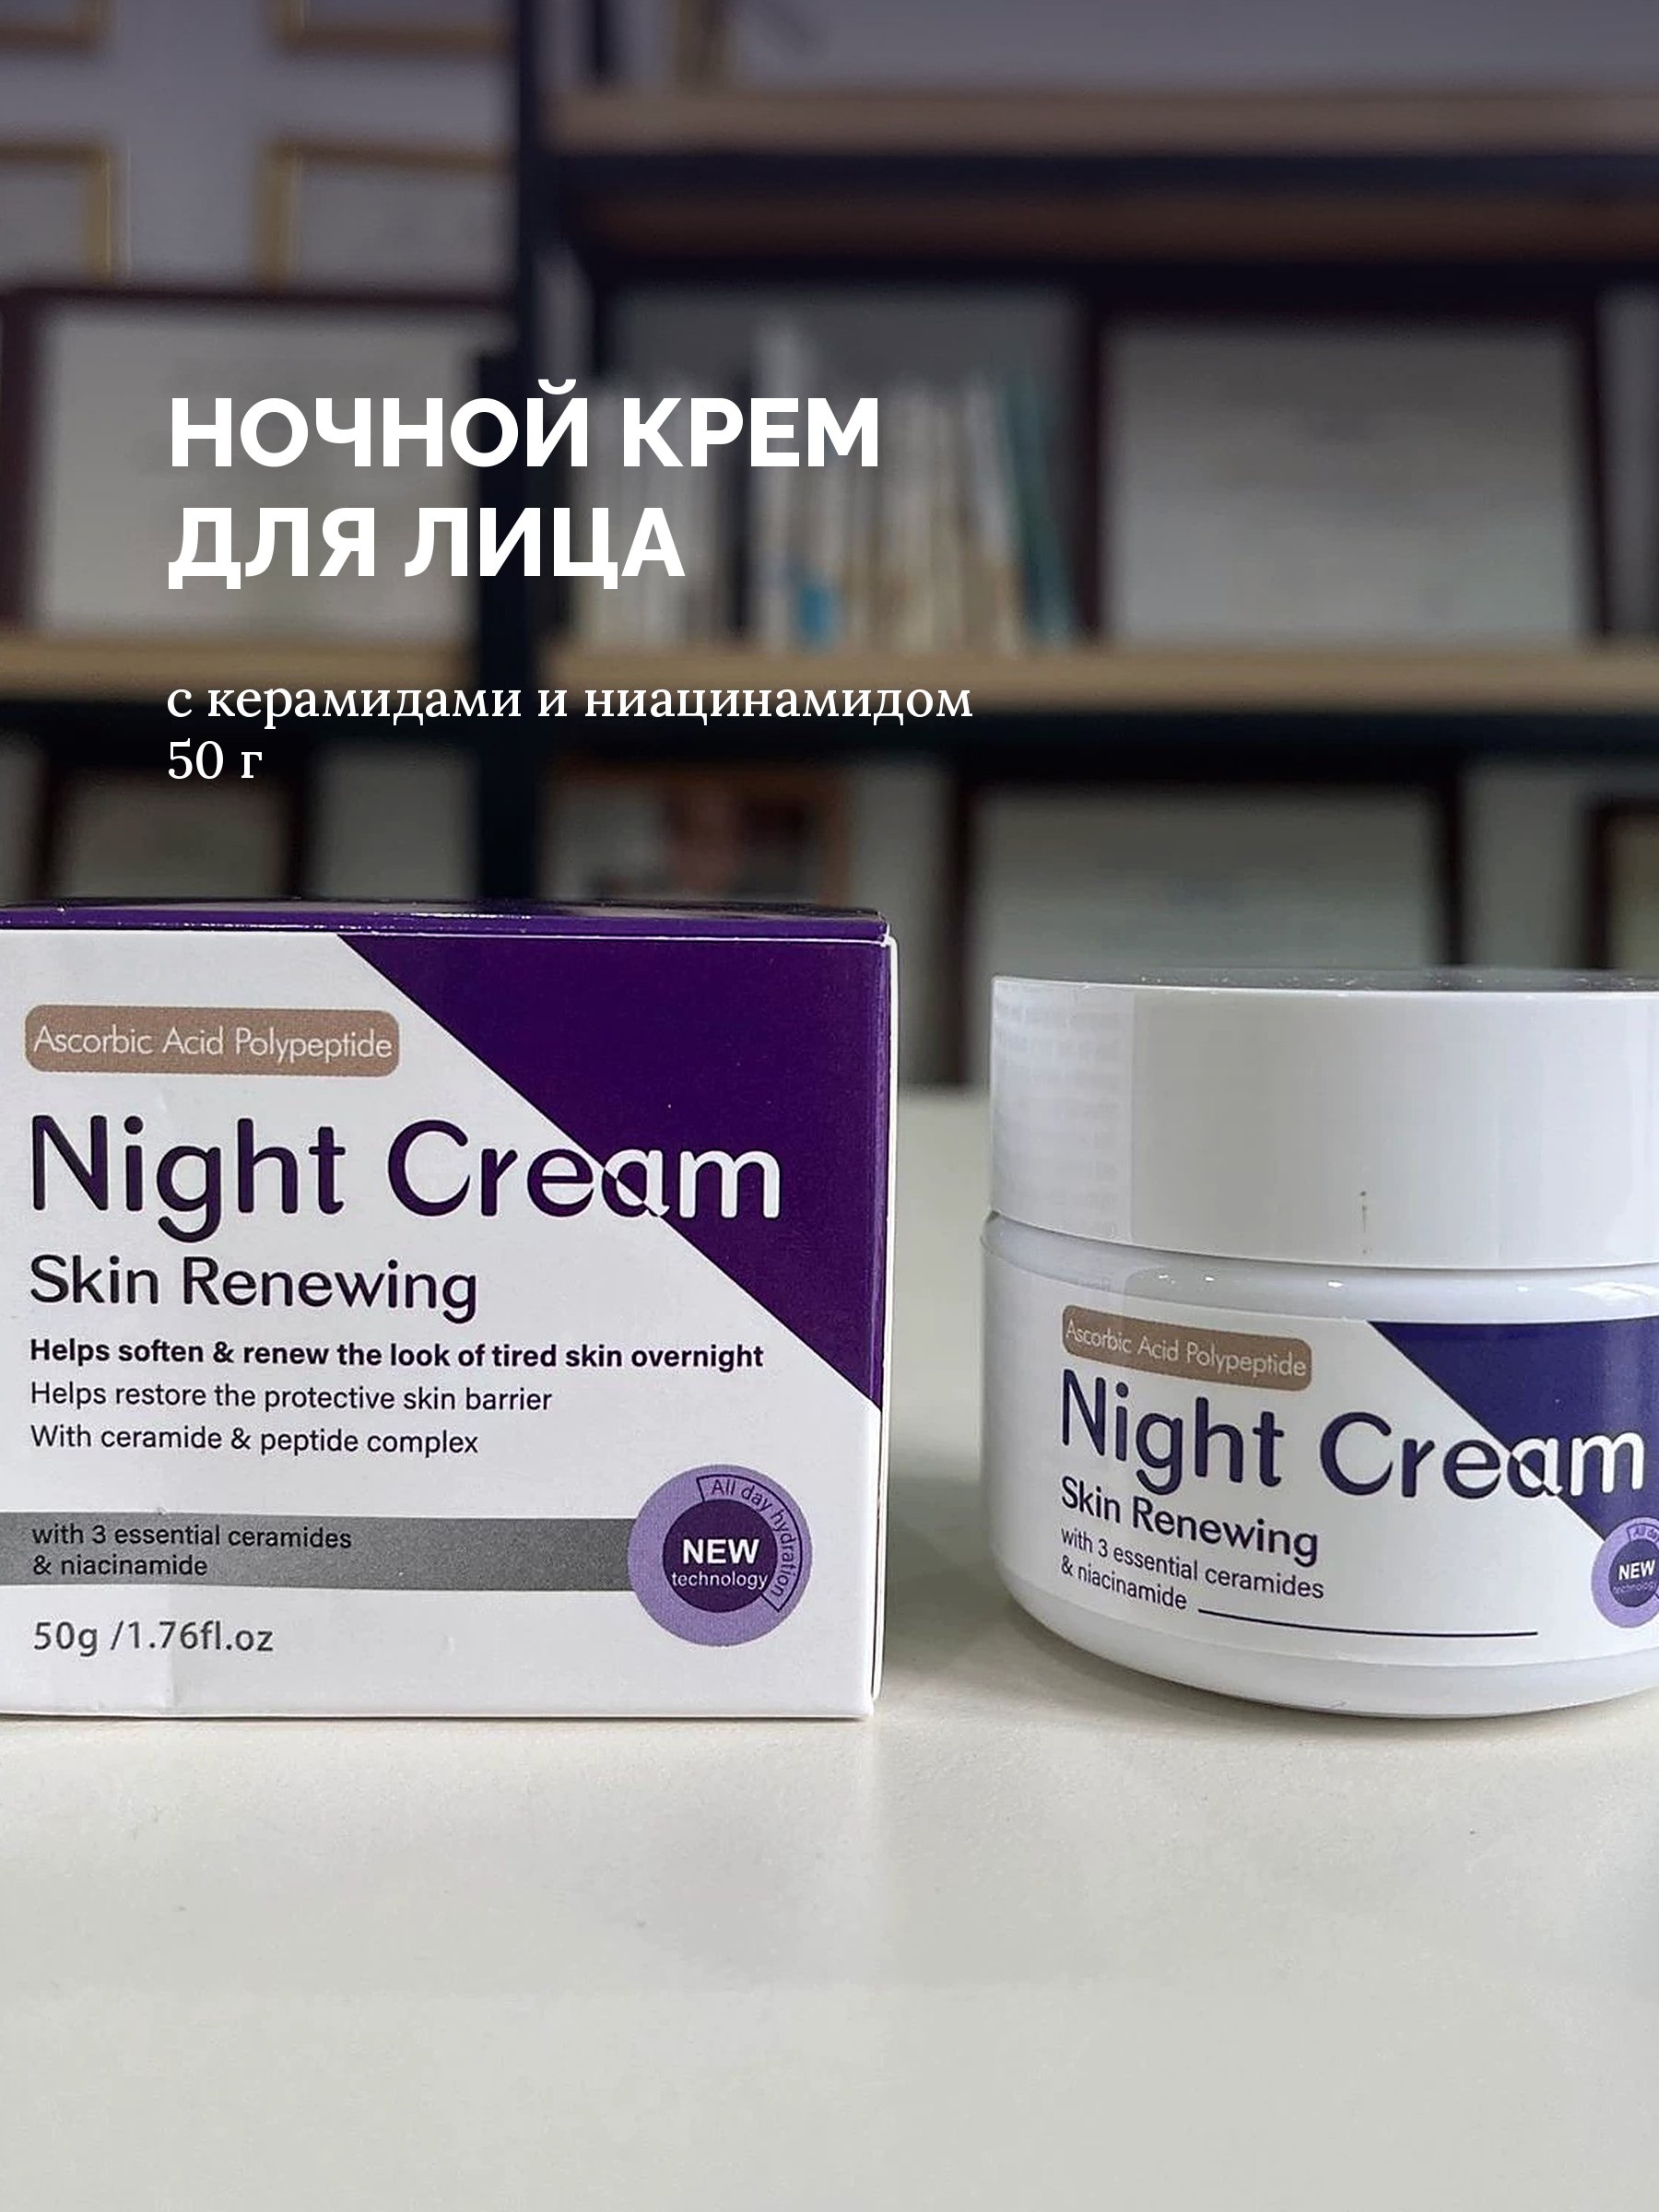 НОЧНОЙ КРЕМ
ДЛЯ ЛИЦА
с керамидами и ниацинамидом
50 г
Ascorbic Acid Polypeptide
Night Cream
Skin Renewing
Helps soften & renew the look of tired skin overnight
Helps restore the protective skin barrier
With ceramide & peptide complex
with 3 essential ceramides
& niacinamide
All day hydration
NEW
technology
50g /1.76fl.oz
Ascorbic Acid Polypeptide
Night Cream
Skin Renewing
with 3 essential ceramides
& niacinamide
All day
NEW
technology